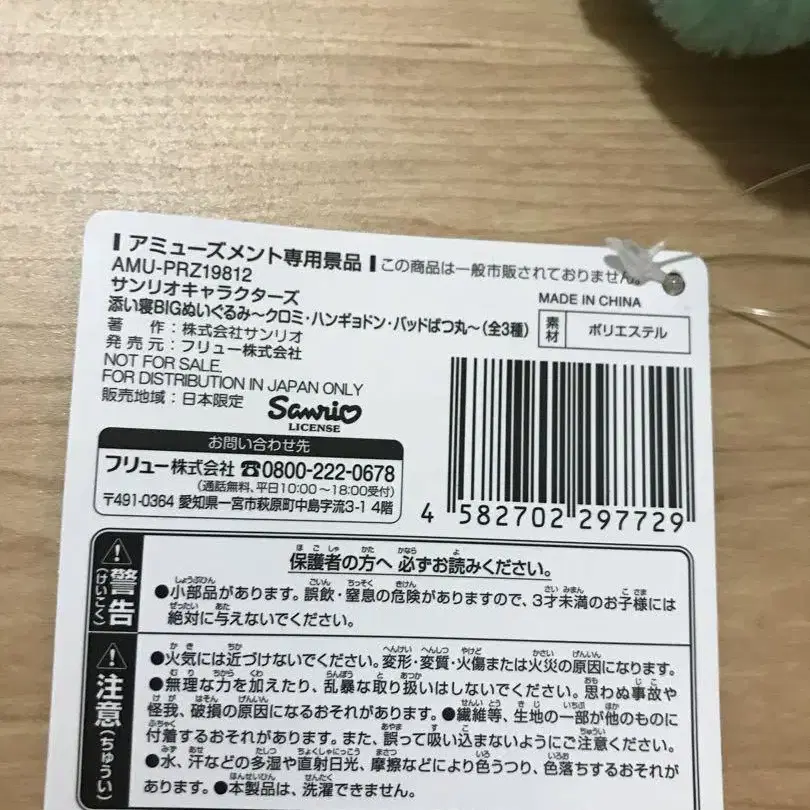 アミューズメント専用景品 この商品は一般市販されておりません。
AMU-PRZ19812
サンリオキャラクターズ
添い寝BIGぬいぐるみ～クロミ・ハンギョドン・バッドばつ丸～(全3種)
著 作:株式会社サンリオ
発売元:フリュー株式会社
NOT FOR SALE.
FOR DISTRIBUTION IN JAPAN ONLY
販売地域:日本限定
Sanrio
LICENSE
MADE IN CHINA
素材 ポリエステル
お問い合わせ先
フリュー株式会社 ☎0800-222-0678
(通話無料、平日10:00～18:00受付)
〒491-0364 愛知県一宮市萩原町中島字流3-1 4階
4 582702 297729
保護者の方へ 必ずお読みください。
警告(けいこく)
●小部品があります。誤飲・窒息の危険がありますので、3才未満のお子様には
絶対に与えないでください。
注意(ちゅうい)
●火気には近づけないでください。変形・変質・火傷または火災の原因になります。
●無理な力を加えたり、乱暴な取り扱いはしないでください。思わぬ事故や
怪我、破損の原因になるおそれがあります。●繊維等、生地の一部が他のものに
付着するおそれがあります。また、誤って吸い込まないようにご注意ください。
●水、汗などの多湿や直射日光、摩擦などにより色うつり、色落ちするおそれが
あります。●本製品は、洗濯できません。